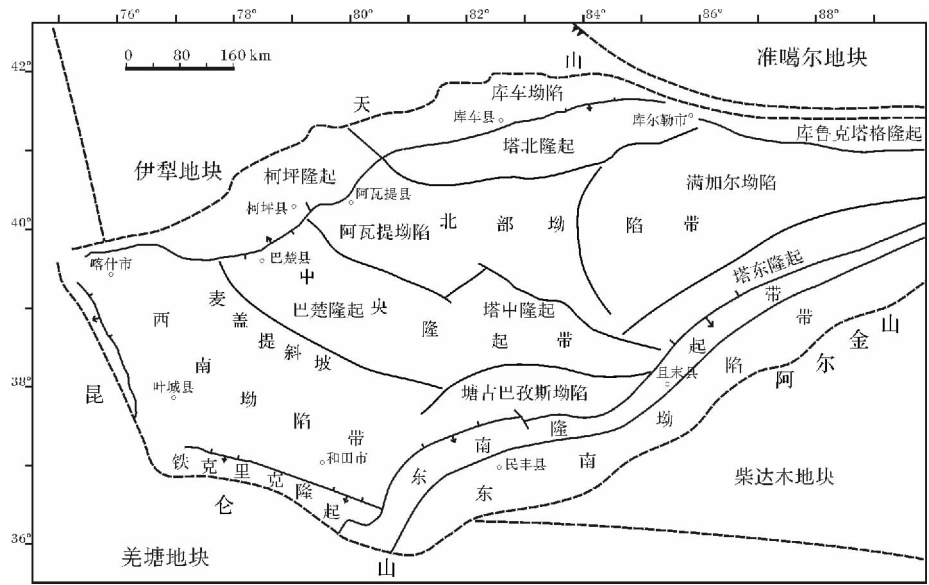 76° 78° 80° 82° 84° 86° 88°
0 80 160 km
42°
40°
38°
36°
准噶尔地块
天
山
库车坳陷
库车县
库尔勒市
库鲁克塔格隆起
塔北隆起
伊犁地块
柯坪隆起
柯坪县
阿瓦提县
满加尔坳陷
北部坳陷带
阿瓦提坳陷
喀什市
巴楚县
中央隆起带
巴楚隆起
塔中隆起
塔东隆起
麦盖提斜坡
西南坳陷带
叶城县
塘古巴孜斯坳陷
且末县
东南隆起带
东南坳陷带
民丰县
和田市
铁克里克隆起
昆
仑
山
阿尔金山
柴达木地块
羌塘地块